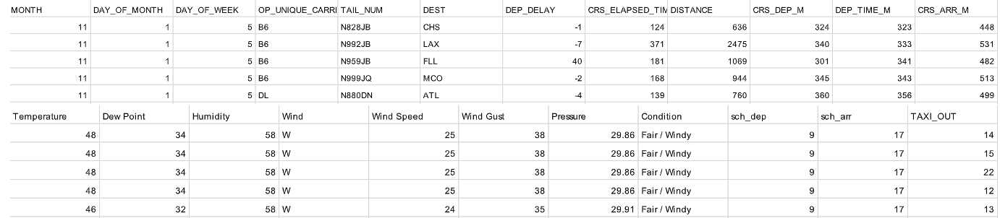 MONTH DAY_OF_MONTH DAY_OF_WEEK OP_UNIQUE_CARRI TAIL_NUM DEST DEP_DELAY CRS_ELAPSED_TIM DISTANCE CRS_DEP_M DEP_TIME_M CRS_ARR_M
11 1 5 B6 N828JB CHS -1 124 636 324 323 448
11 1 5 B6 N992JB LAX -7 371 2475 340 333 531
11 1 5 B6 N959JB FLL 40 181 1069 301 341 482
11 1 5 B6 N999JQ MCO -2 168 944 345 343 513
11 1 5 DL N880DN ATL -4 139 760 360 356 499
Temperature Dew Point Humidity Wind Wind Speed Wind Gust Pressure Condition sch_dep sch_arr TAXI_OUT
48 34 58 W 25 38 29.86 Fair / Windy 9 17 14
48 34 58 W 25 38 29.86 Fair / Windy 9 17 15
48 34 58 W 25 38 29.86 Fair / Windy 9 17 22
48 34 58 W 25 38 29.86 Fair / Windy 9 17 12
46 32 58 W 24 35 29.91 Fair / Windy 9 17 13